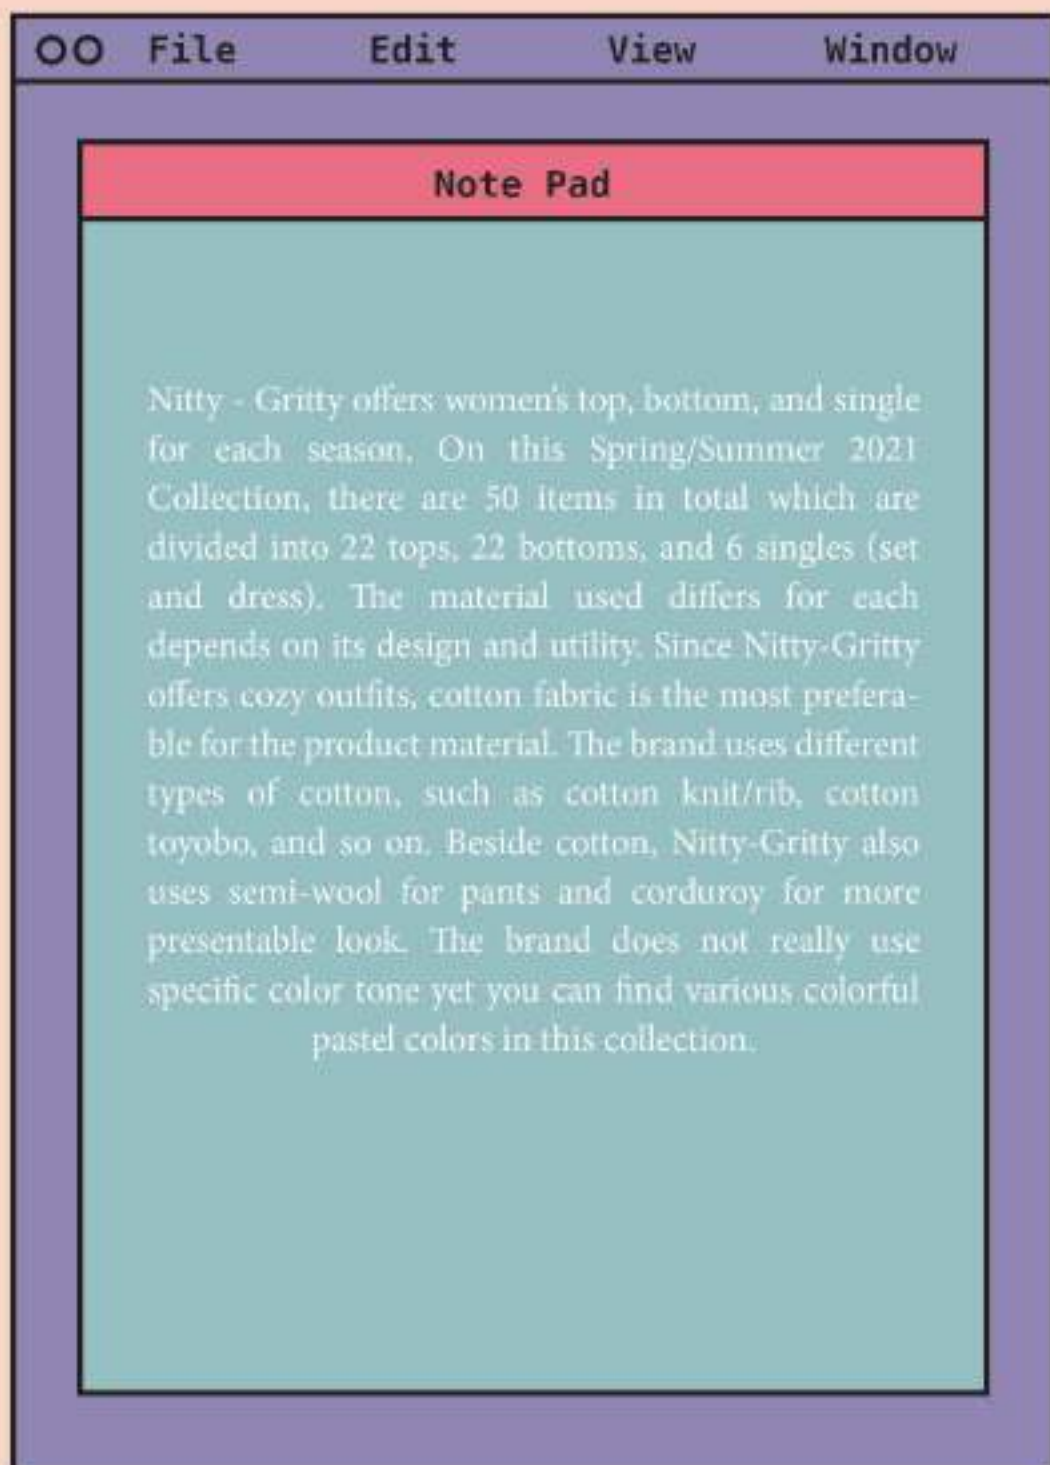 File Edit View Window
Note Pad
Nitty - Gritty offers women's top, bottom, and single
for each season. On this Spring/Summer 2021
Collection, there are 50 items in total which are
divided into 22 tops, 22 bottoms, and 6 singles (set
and dress). The material used differs for each
depends on its design and utility. Since Nitty-Gritty
offers cozy outfits, cotton fabric is the most prefera-
ble for the product material. The brand uses different
types of cotton, such as cotton knit/rib, cotton
toyobo, and so on. Beside cotton, Nitty-Gritty also
uses semi-wool for pants and corduroy for more
presentable look. The brand does not really use
specific color tone yet you can find various colorful
pastel colors in this collection.